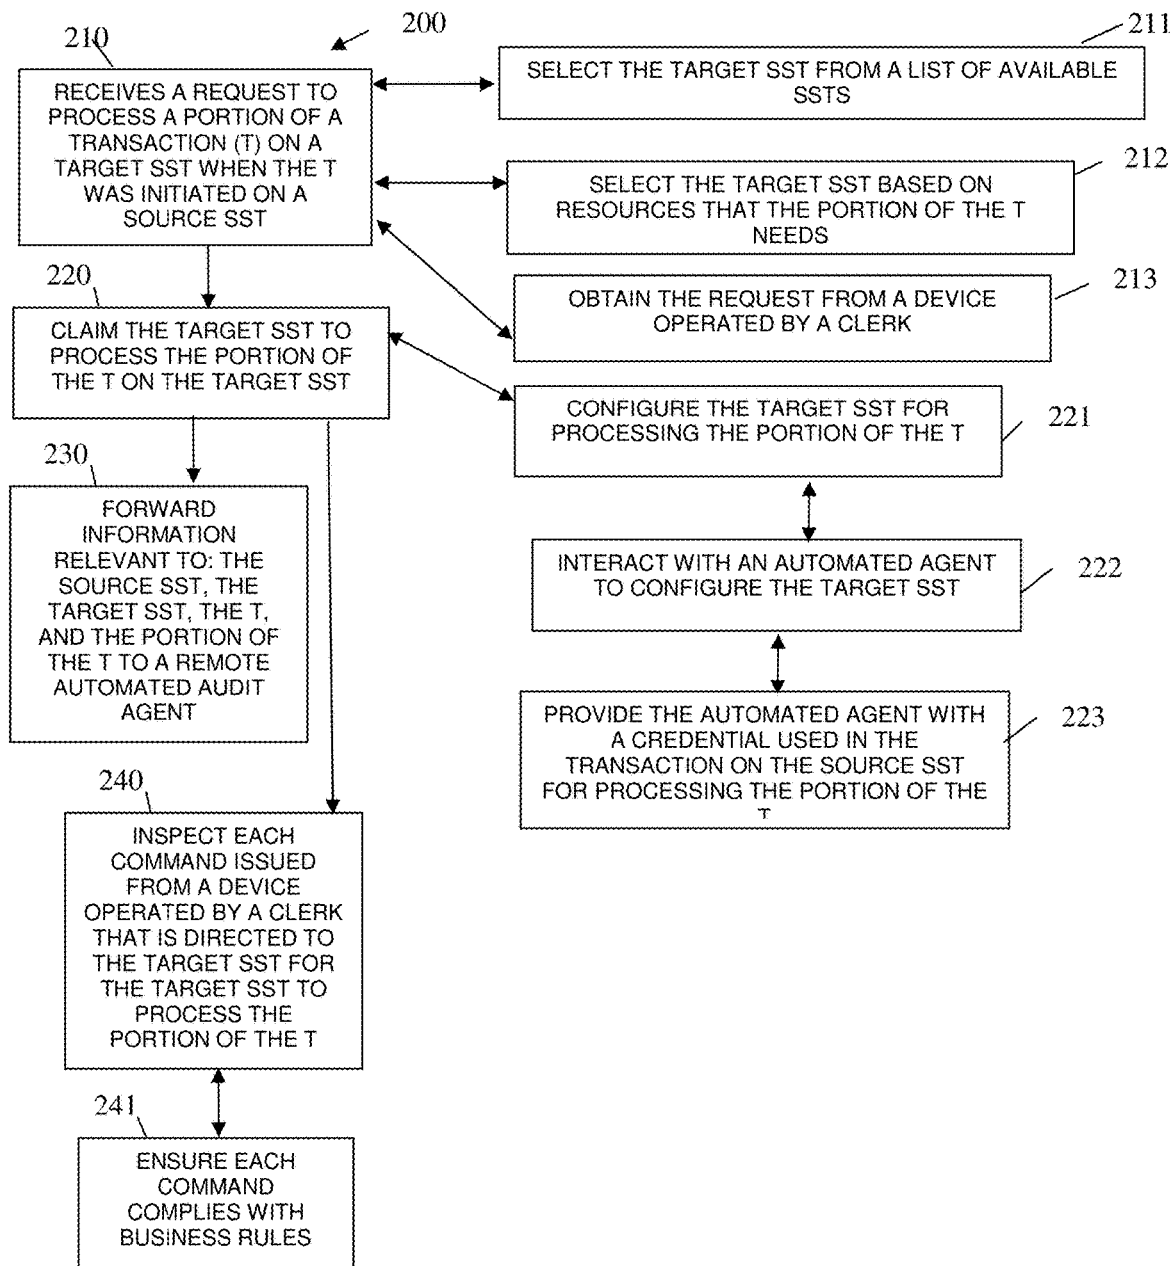 200
210
RECEIVES A REQUEST TO
PROCESS A PORTION OF A
TRANSACTION (T) ON A
TARGET SST WHEN THE T
WAS INITIATED ON A
SOURCE SST
211
SELECT THE TARGET SST FROM A LIST OF AVAILABLE
SSTS
212
SELECT THE TARGET SST BASED ON
RESOURCES THAT THE PORTION OF THE T
NEEDS
213
OBTAIN THE REQUEST FROM A DEVICE
OPERATED BY A CLERK
220
CLAIM THE TARGET SST TO
PROCESS THE PORTION OF
THE T ON THE TARGET SST
221
CONFIGURE THE TARGET SST FOR
PROCESSING THE PORTION OF THE T
222
INTERACT WITH AN AUTOMATED AGENT
TO CONFIGURE THE TARGET SST
223
PROVIDE THE AUTOMATED AGENT WITH
A CREDENTIAL USED IN THE
TRANSACTION ON THE SOURCE SST
FOR PROCESSING THE PORTION OF THE
T
230
FORWARD
INFORMATION
RELEVANT TO: THE
SOURCE SST, THE
TARGET SST, THE T,
AND THE PORTION OF
THE T TO A REMOTE
AUTOMATED AUDIT
AGENT
240
INSPECT EACH
COMMAND ISSUED
FROM A DEVICE
OPERATED BY A CLERK
THAT IS DIRECTED TO
THE TARGET SST FOR
THE TARGET SST TO
PROCESS THE
PORTION OF THE T
241
ENSURE EACH
COMMAND
COMPLIES WITH
BUSINESS RULES